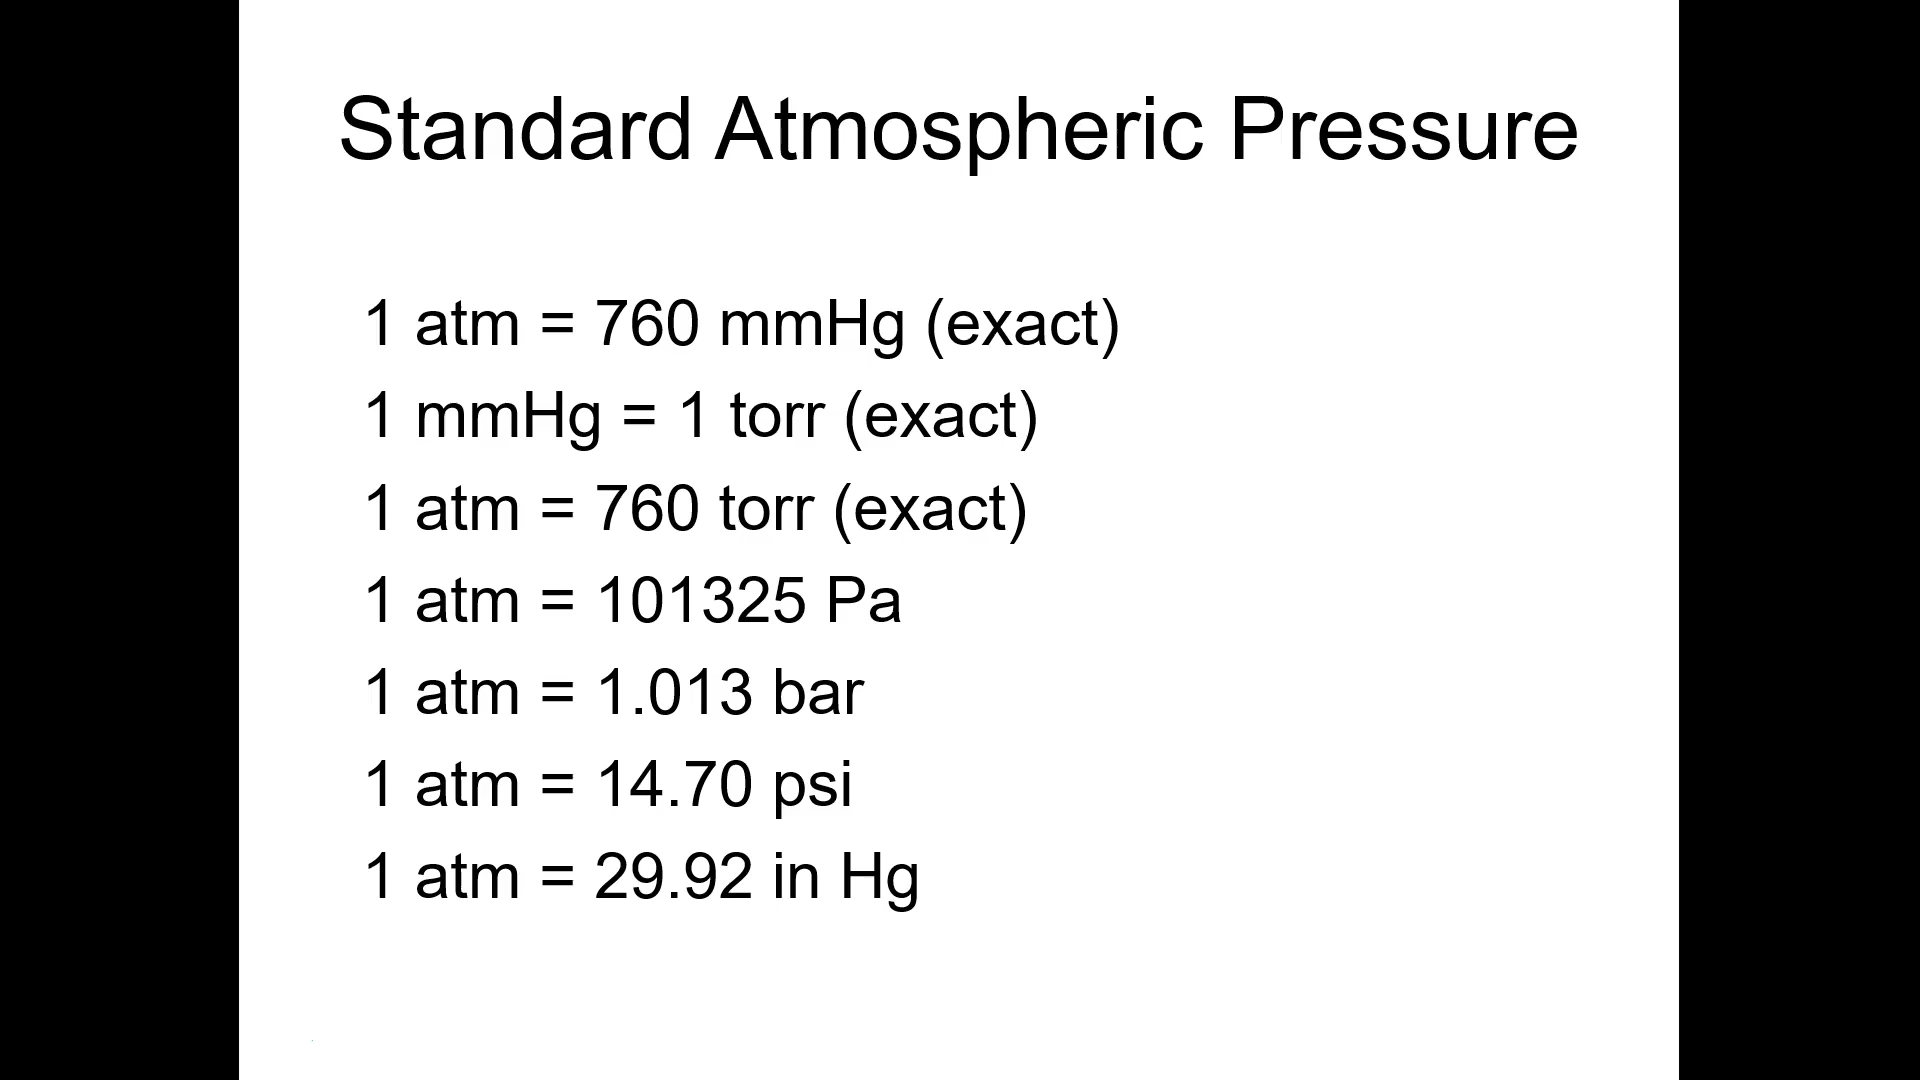 Standard Atmospheric Pressure
1 atm = 760 mmHg (exact)
1 mmHg = 1 torr (exact)
1 atm = 760 torr (exact)
1 atm = 101325 Pa
1 atm = 1.013 bar
1 atm = 14.70 psi
1 atm = 29.92 in Hg